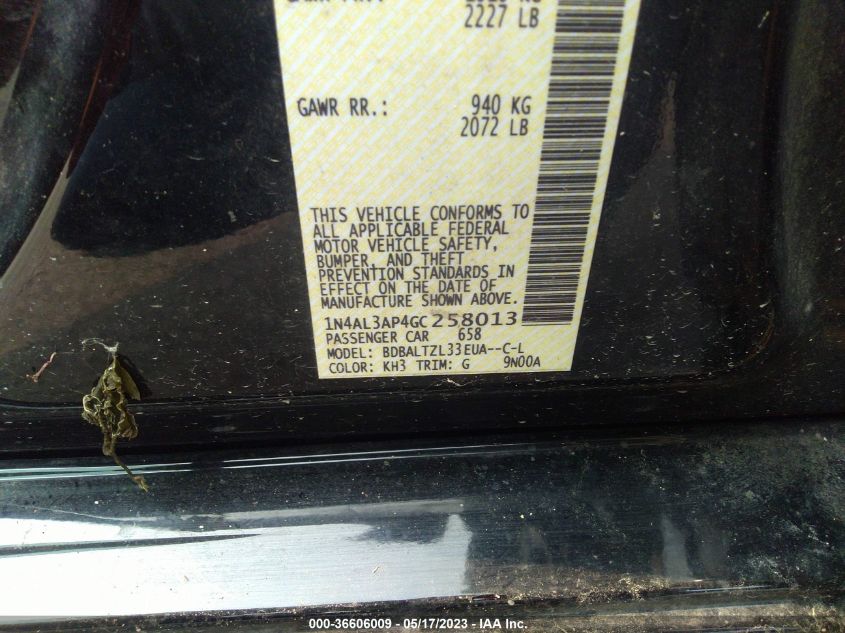 2227 LB
GAWR RR.: 940 KG
2072 LB
THIS VEHICLE CONFORMS TO
ALL APPLICABLE FEDERAL
MOTOR VEHICLE SAFETY,
BUMPER, AND THEFT
PREVENTION STANDARDS IN
EFFECT ON THE DATE OF
MANUFACTURE SHOWN ABOVE.
1N4AL3AP4GC258013
PASSENGER CAR 658
MODEL: BDBALTZL33EUA--C-L
COLOR: KH3 TRIM: G 9N00A
000-36606009 - 05/17/2023 - IAA Inc.